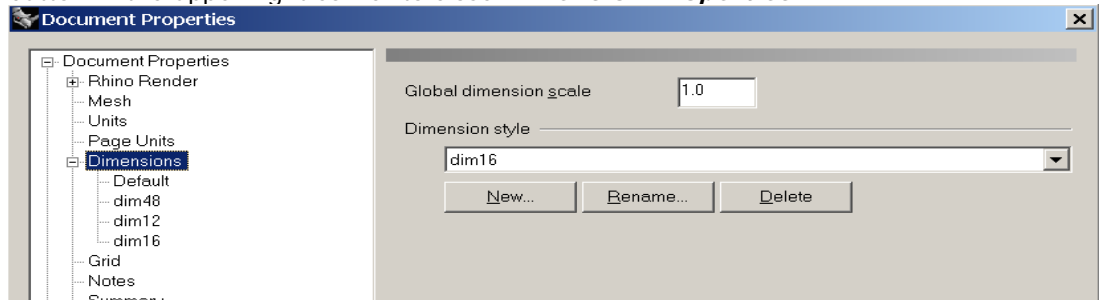 Document Properties
Document Properties
Rhino Render
Mesh
Units
Page Units
Dimensions
Default
dim48
dim12
dim16
Grid
Notes
Summary
Global dimension scale
1.0
Dimension style
dim16
New...
Rename...
Delete